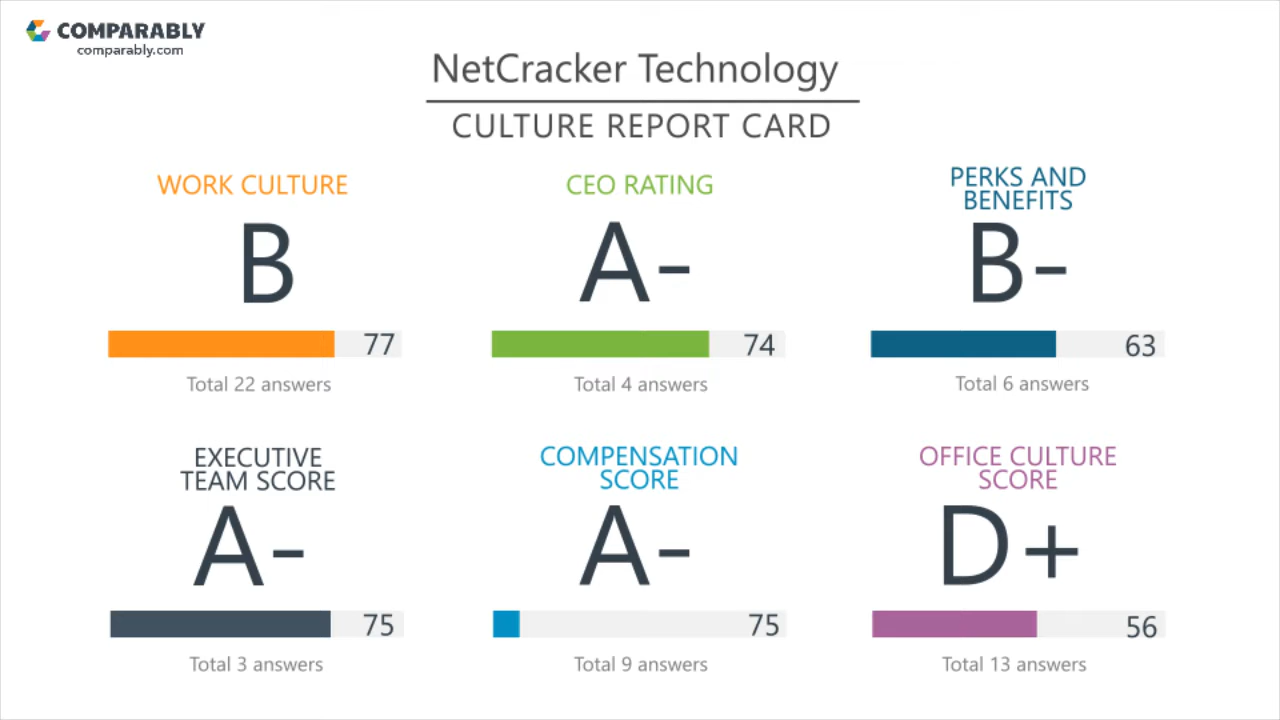 COMPARABLY
comparably.com
NetCracker Technology
CULTURE REPORT CARD
WORK CULTURE
B
77
Total 22 answers
CEO RATING
A-
74
Total 4 answers
PERKS AND
BENEFITS
B-
63
Total 6 answers
EXECUTIVE
TEAM SCORE
A-
75
Total 3 answers
COMPENSATION
SCORE
A-
75
Total 9 answers
OFFICE CULTURE
SCORE
D+
56
Total 13 answers